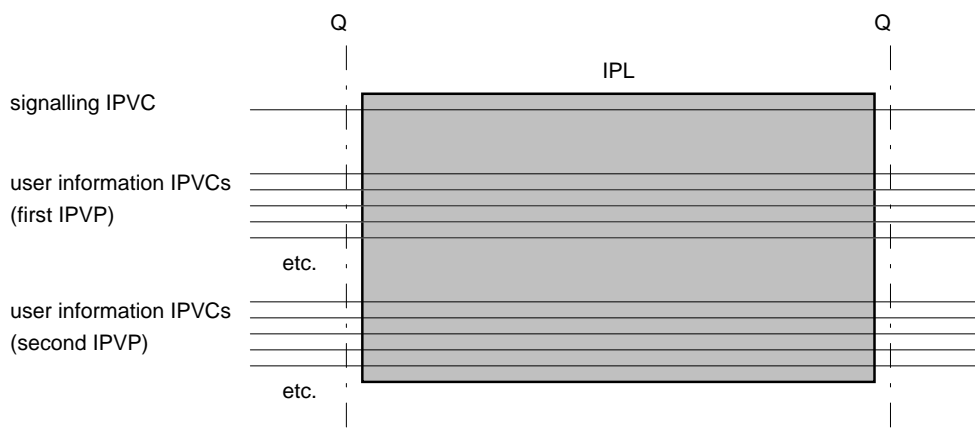 Q
Q
IPL
signalling IPVC
user information IPVCs
(first IPVP)
etc.
user information IPVCs
(second IPVP)
etc.